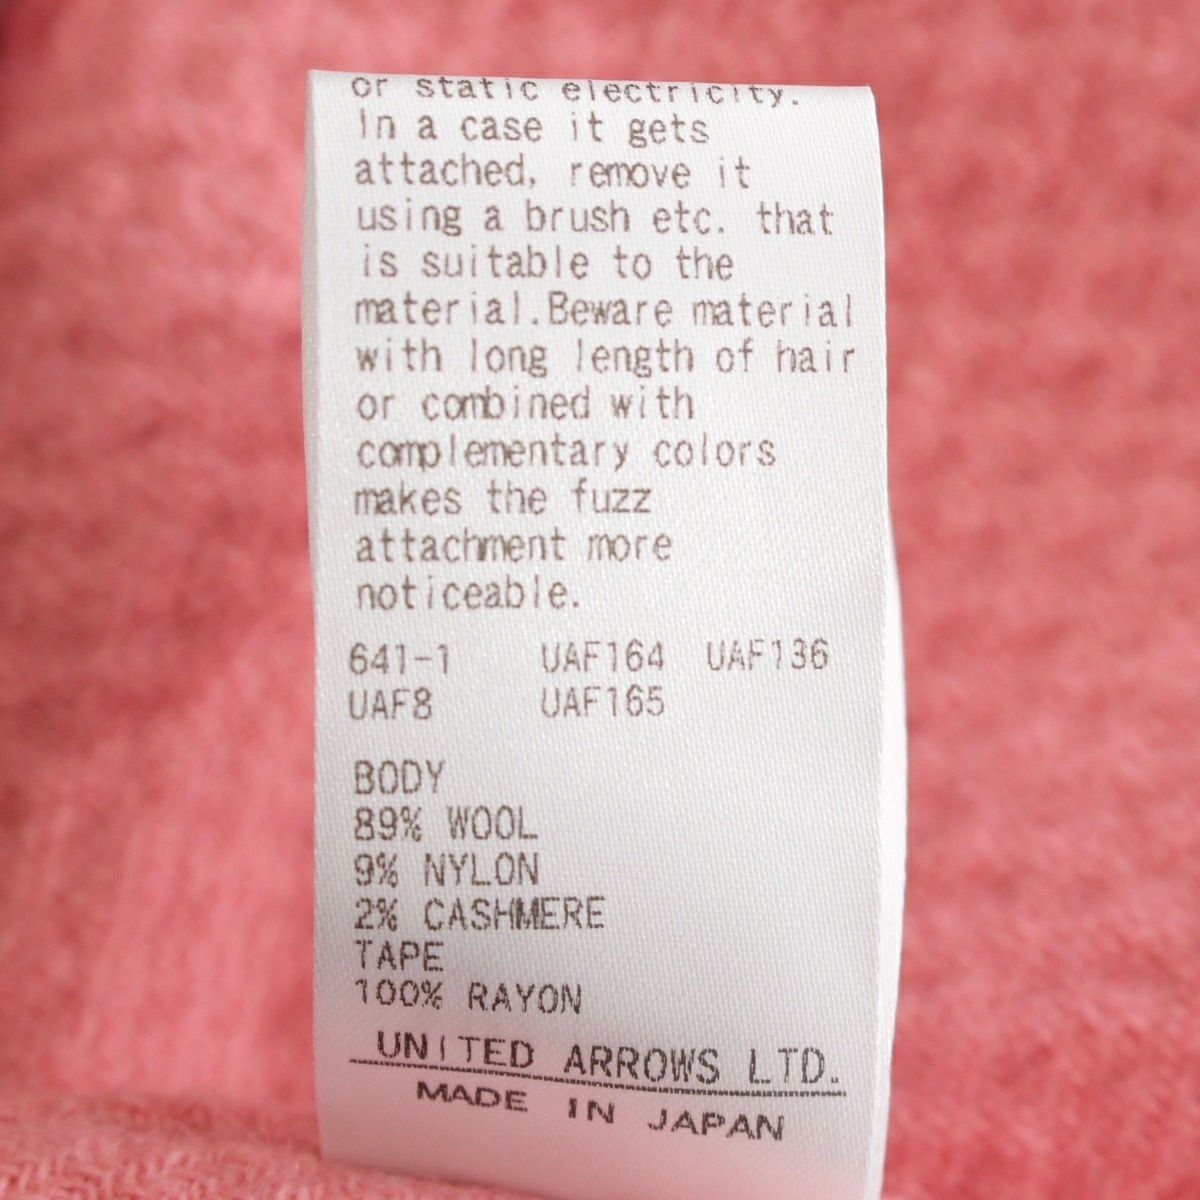 or static electricity.
In a case it gets
attached, remove it
using a brush etc. that
is suitable to the
material.Beware material
with long length of hair
or combined with
complementary colors
makes the fuzz
attachment more
noticeable.
641-1 UAF164 UAF136
UAF8 UAF165
BODY
89% WOOL
9% NYLON
2% CASHMERE
TAPE
100% RAYON
UNITED ARROWS LTD.
MADE IN JAPAN